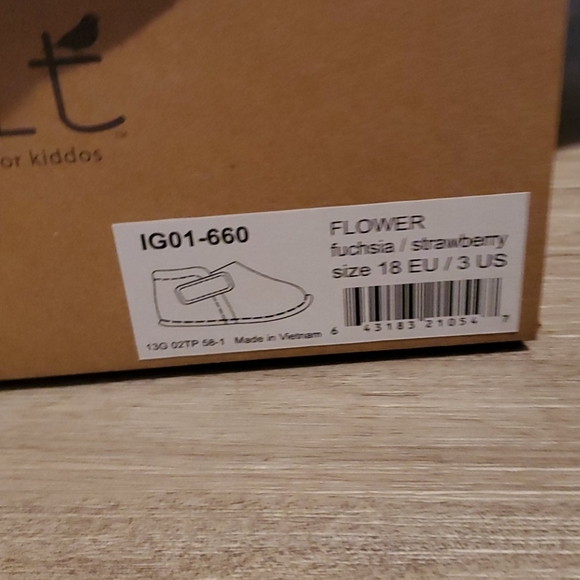 t™
or kiddos
IG01-660
FLOWER
fuchsia / strawberry
size 18 EU / 3 US
13G 02TP 58-1 Made in Vietnam
6 43183 21054 7